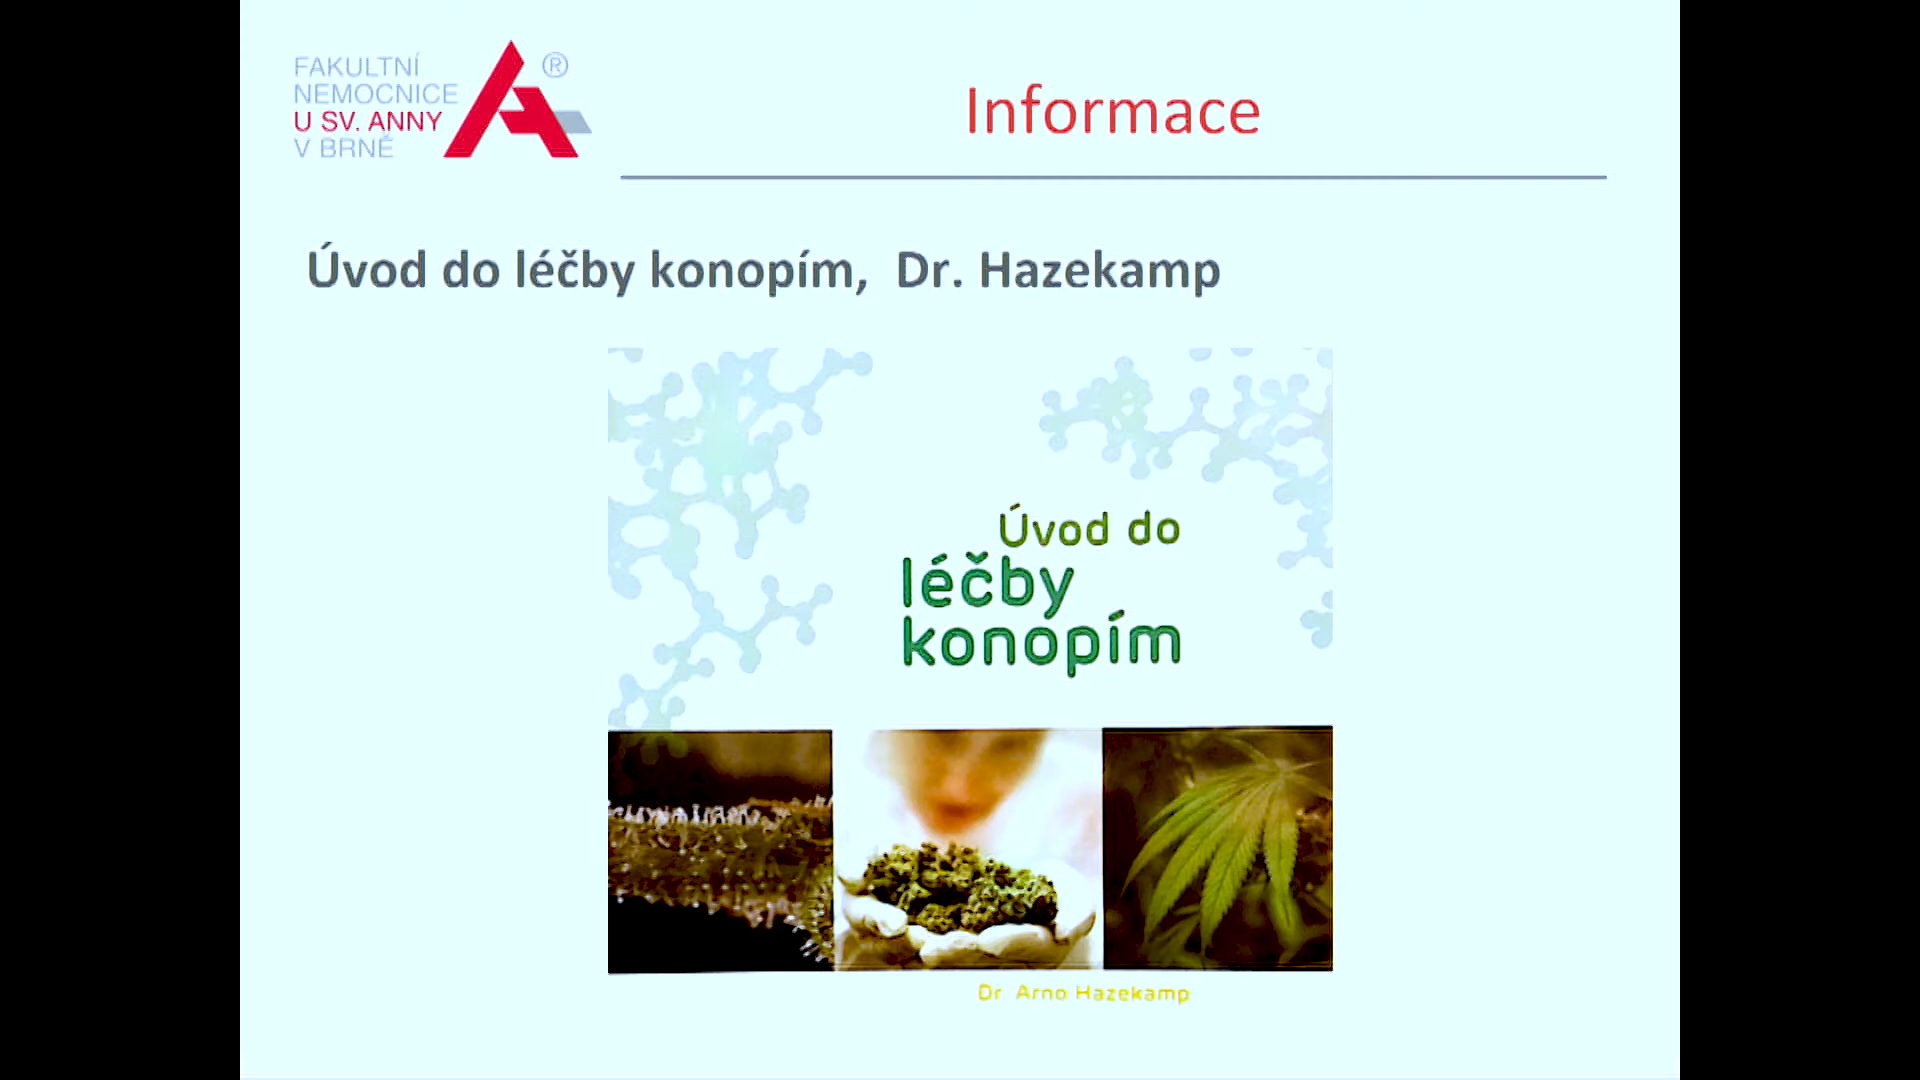 FAKULTNÍ
NEMOCNICE
U SV. ANNY
V BRNĚ
®
Informace
Úvod do léčby konopím, Dr. Hazekamp
Úvod do
léčby
konopím
Dr Arno Hazekamp